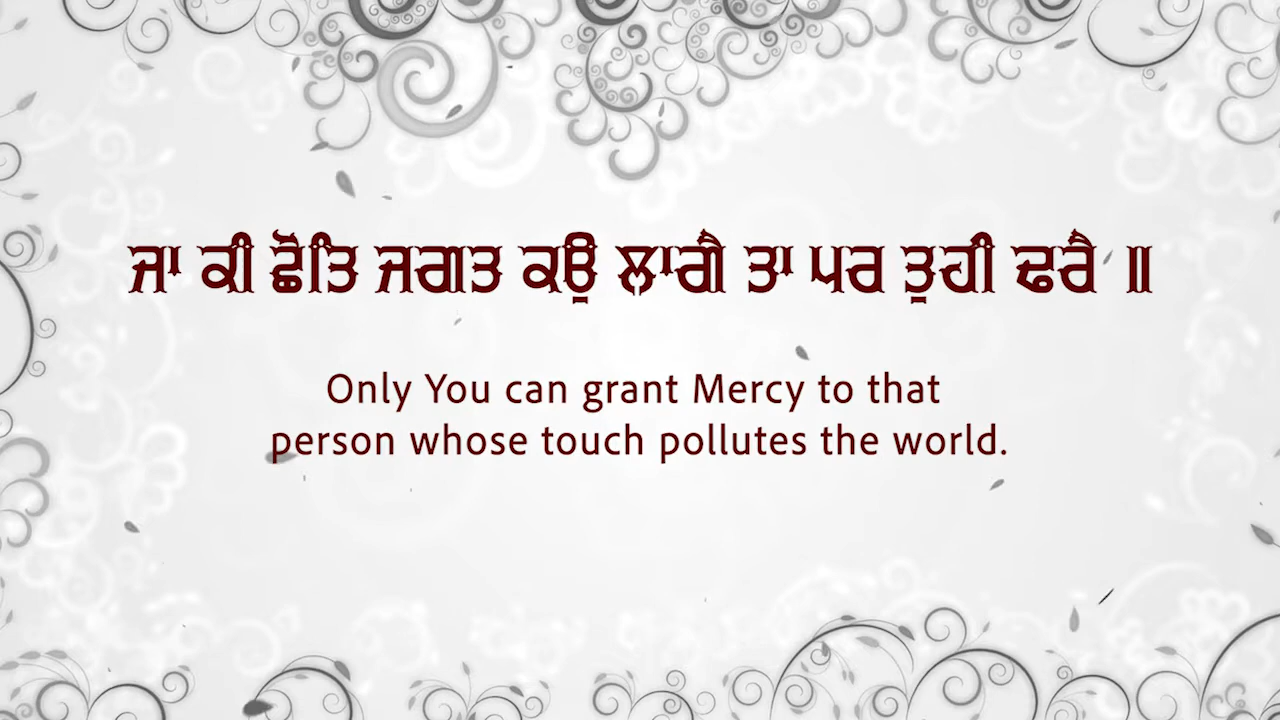 ਜਾ ਕੀ ਛੋਤਿ ਜਗਤ ਕਉ ਲਾਗੈ ਤਾ ਪਰ ਤੁਹੀ ਢਰੈ ॥
Only You can grant Mercy to that
person whose touch pollutes the world.